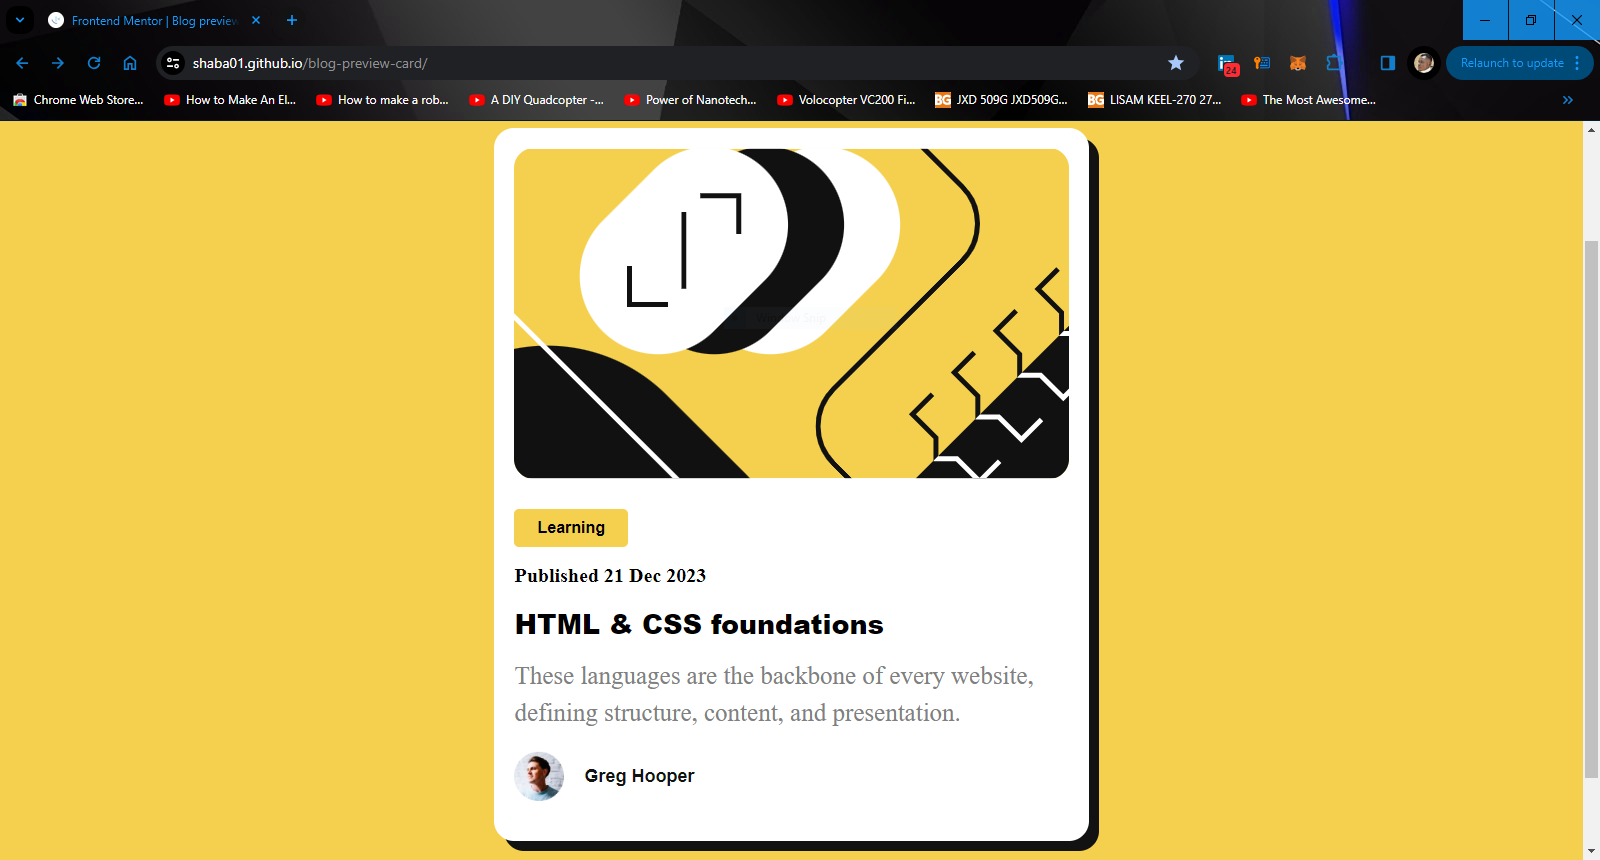 Frontend Mentor | Blog preview
shaba01.github.io/blog-preview-card/
24
Relaunch to update
Chrome Web Store...
How to Make An El...
How to make a rob...
A DIY Quadcopter -...
Power of Nanotech...
Volocopter VC200 Fi...
BG
JXD 509G JXD509G...
BG
LISAM KEEL-270 27...
The Most Awesome...
Learning
Published 21 Dec 2023
HTML & CSS foundations
These languages are the backbone of every website,
defining structure, content, and presentation.
Greg Hooper